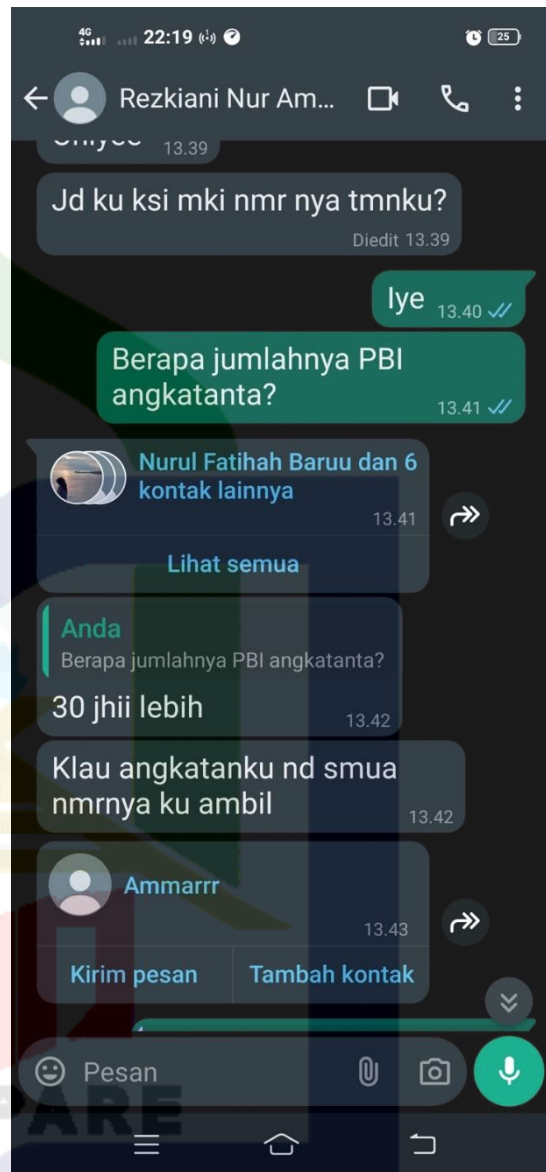 4G 22:19 25
Rezkiani Nur Am...
13.39
Jd ku ksi mki nmr nya tmnku?
Diedit 13.39
Iye 13.40
Berapa jumlahnya PBI
angkatanta? 13.41
Nurul Fatihah Baruu dan 6
kontak lainnya
13.41
Lihat semua
Anda
Berapa jumlahnya PBI angkatanta?
30 jhii lebih 13.42
Klau angkatanku nd smua
nmrnya ku ambil 13.42
Ammarrr
13.43
Kirim pesan Tambah kontak
Pesan
PARE